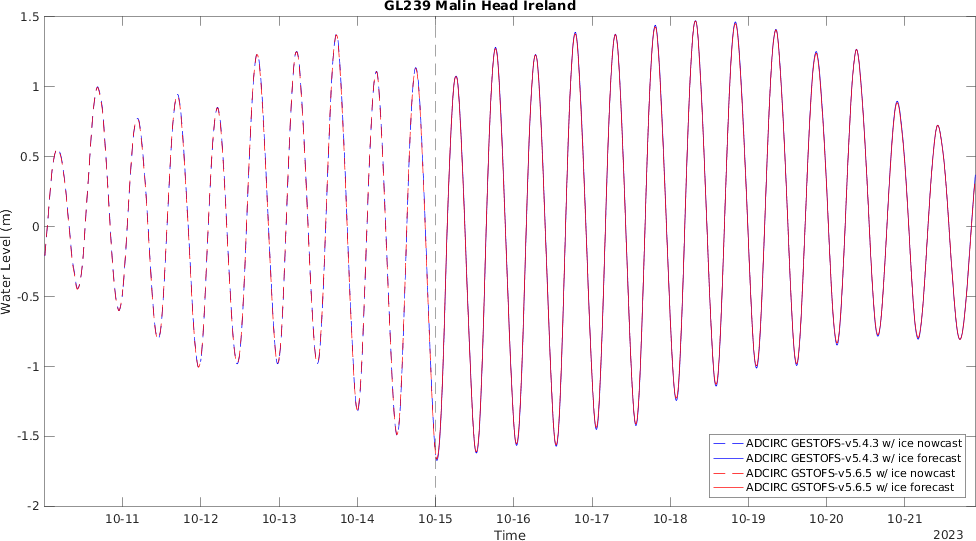 GL239 Malin Head Ireland
1.5
1
0.5
0
-0.5
-1
-1.5
-2
Water Level (m)
10-11 10-12 10-13 10-14 10-15 10-16 10-17 10-18 10-19 10-20 10-21
Time
2023
ADCIRC GESTOFS-v5.4.3 w/ ice nowcast
ADCIRC GESTOFS-v5.4.3 w/ ice forecast
ADCIRC GSTOFS-v5.6.5 w/ ice nowcast
ADCIRC GSTOFS-v5.6.5 w/ ice forecast